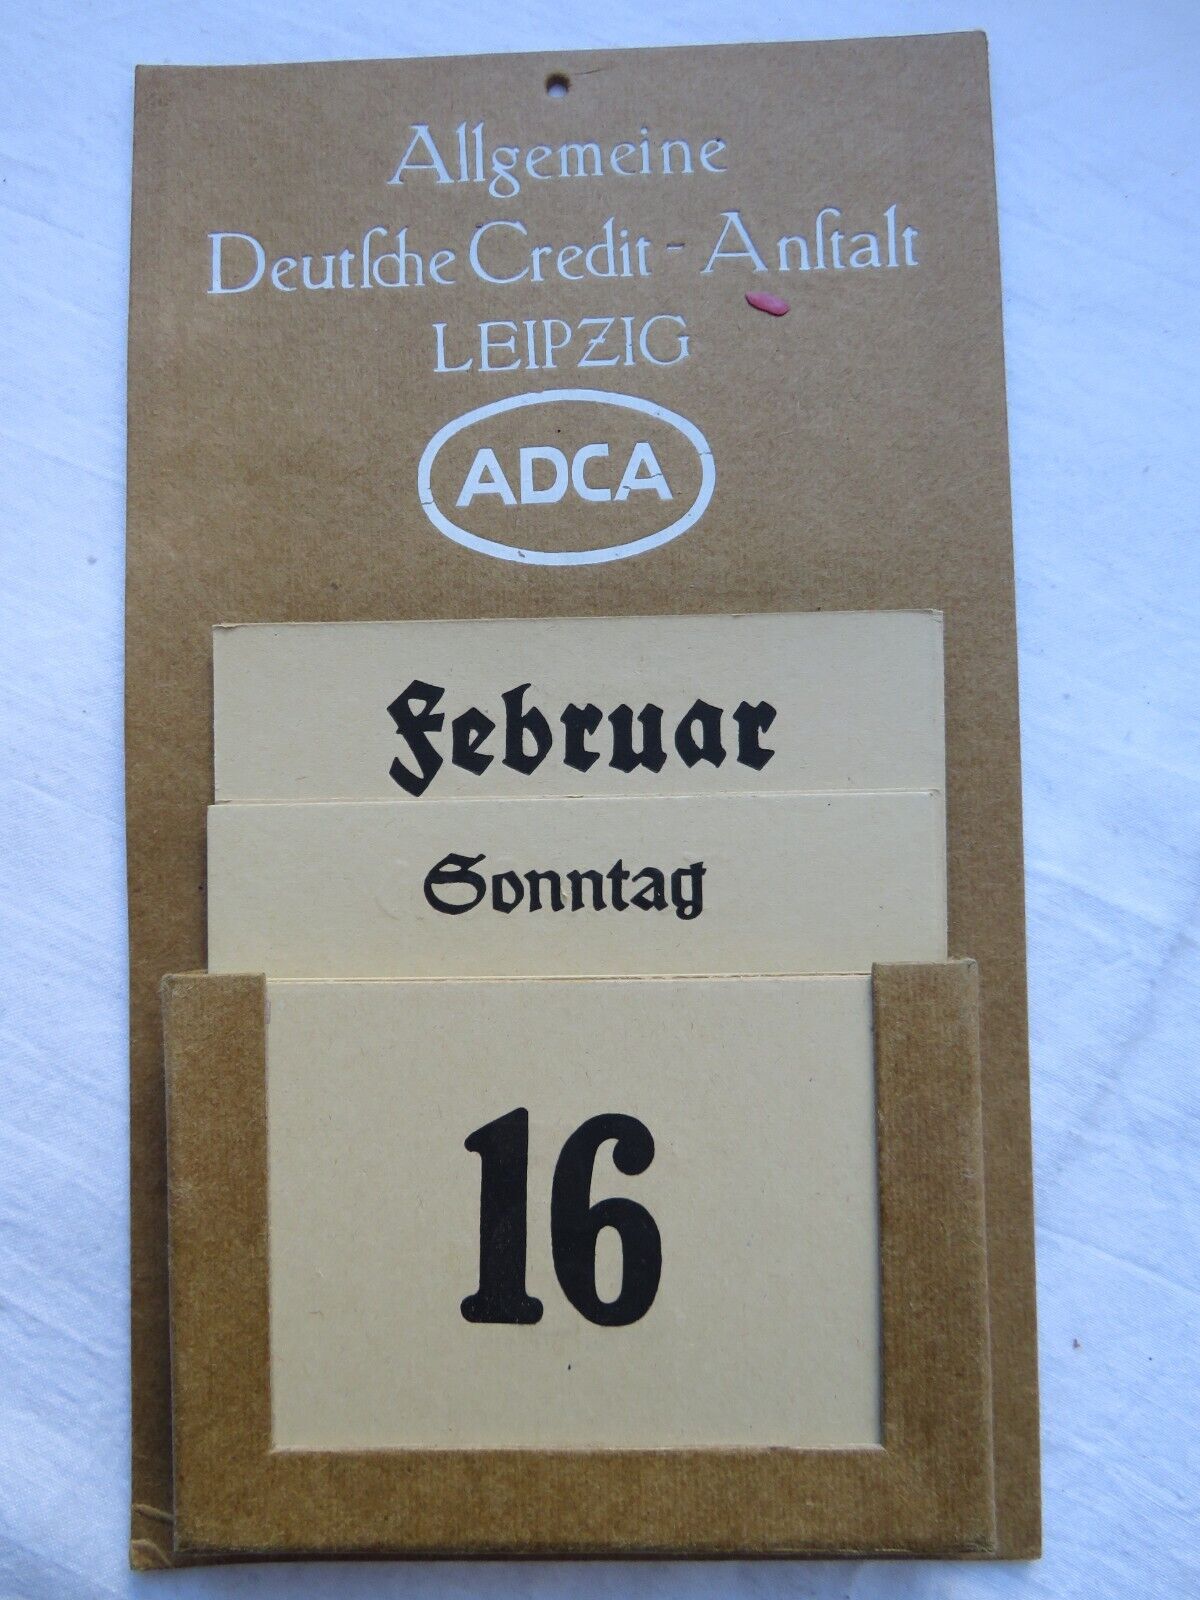 Allgemeine
Deutſche Credit-Anſtalt
LEIPZIG
ADCA
Februar
Sonntag
16